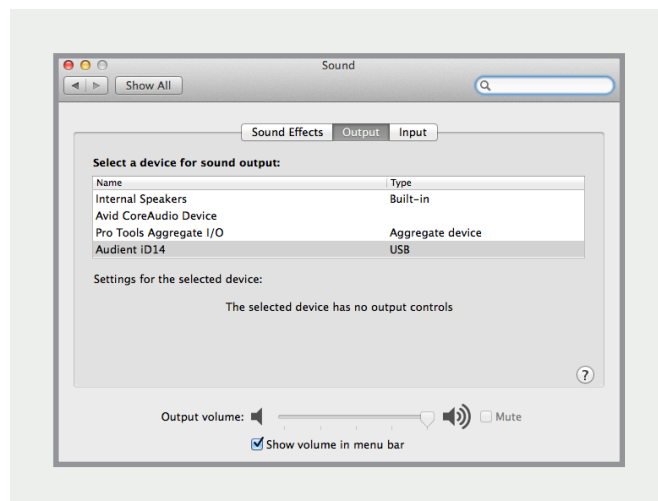 Sound
Show All
Sound Effects Output Input
Select a device for sound output:
Name Type
Internal Speakers Built-in
Avid CoreAudio Device
Pro Tools Aggregate I/O Aggregate device
Audient iD14 USB
Settings for the selected device:
The selected device has no output controls
?
Output volume: Mute
Show volume in menu bar